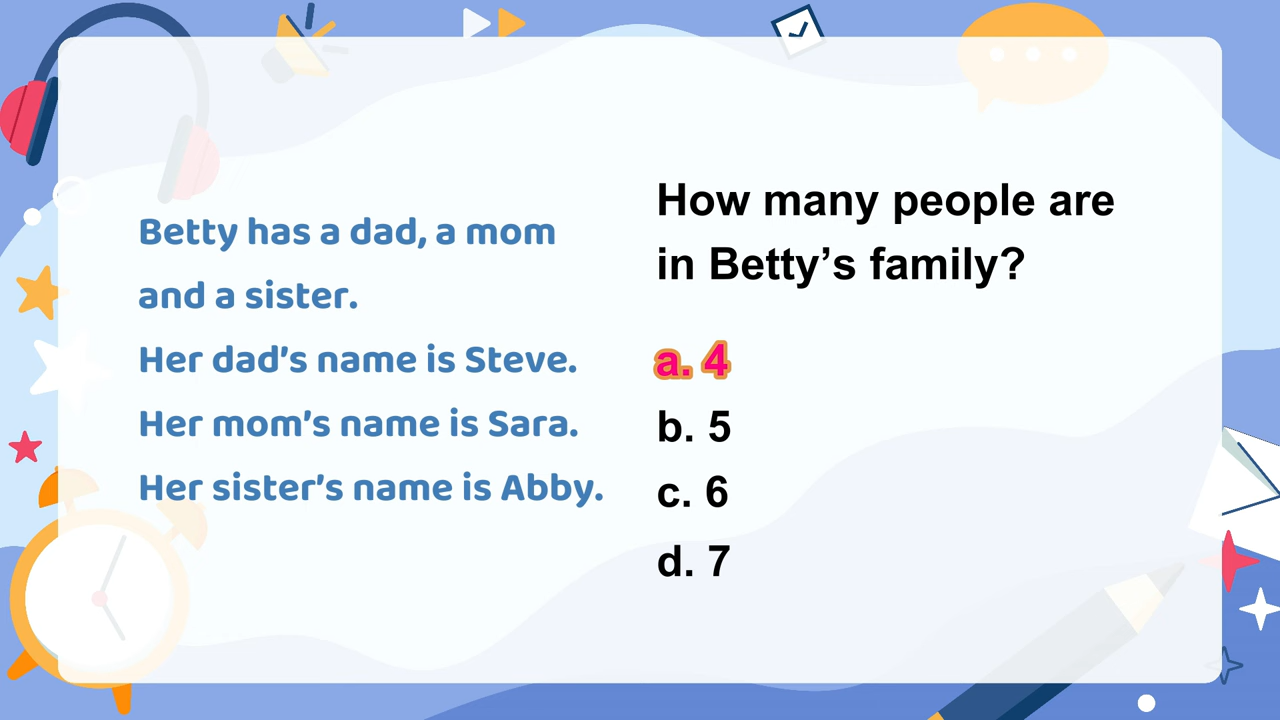 Betty has a dad, a mom
and a sister.
Her dad's name is Steve.
Her mom's name is Sara.
Her sister's name is Abby.
How many people are
in Betty’s family?
a. 4
b. 5
c. 6
d. 7